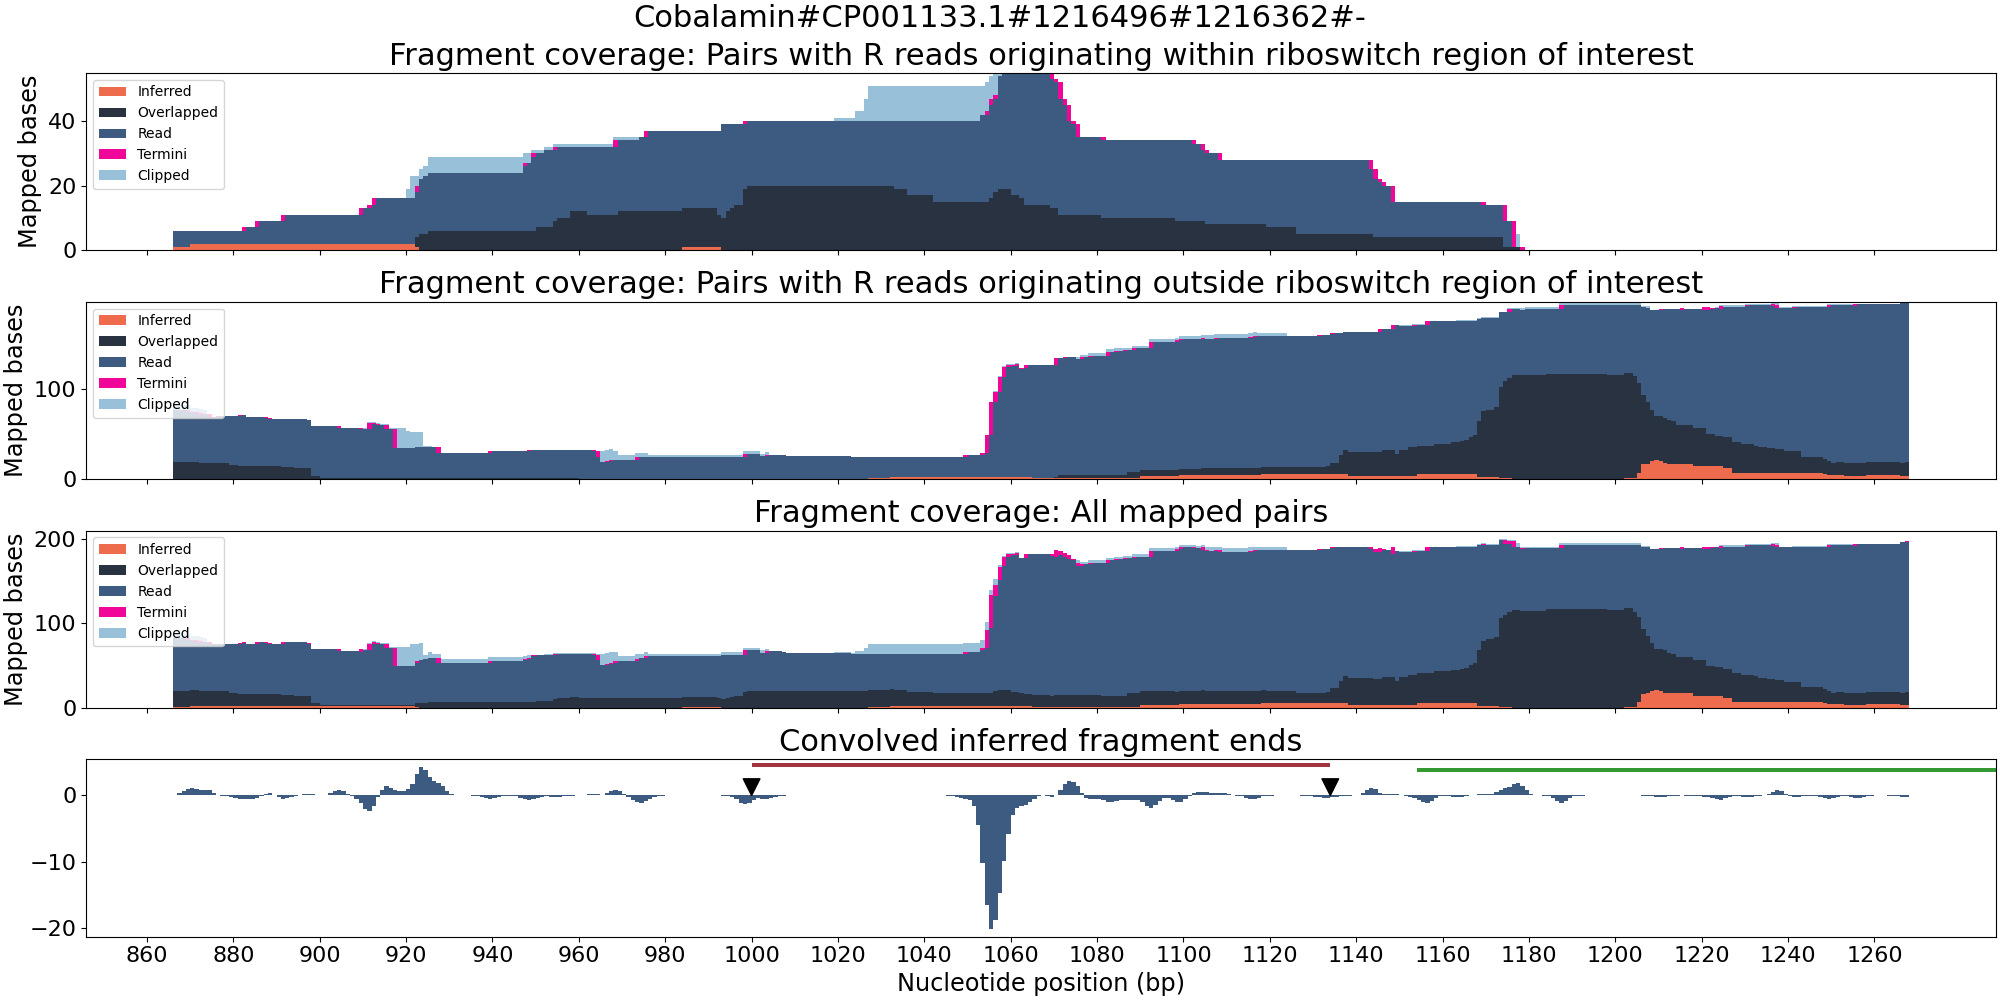 Cobalamin#CP001133.1#1216496#1216362#-
Fragment coverage: Pairs with R reads originating within riboswitch region of interest
Mapped bases
40
20
0
Inferred
Overlapped
Read
Termini
Clipped
Fragment coverage: Pairs with R reads originating outside riboswitch region of interest
Mapped bases
100
0
Inferred
Overlapped
Read
Termini
Clipped
Fragment coverage: All mapped pairs
Mapped bases
200
100
0
Inferred
Overlapped
Read
Termini
Clipped
Convolved inferred fragment ends
0
−10
−20
860 880 900 920 940 960 980 1000 1020 1040 1060 1080 1100 1120 1140 1160 1180 1200 1220 1240 1260
Nucleotide position (bp)